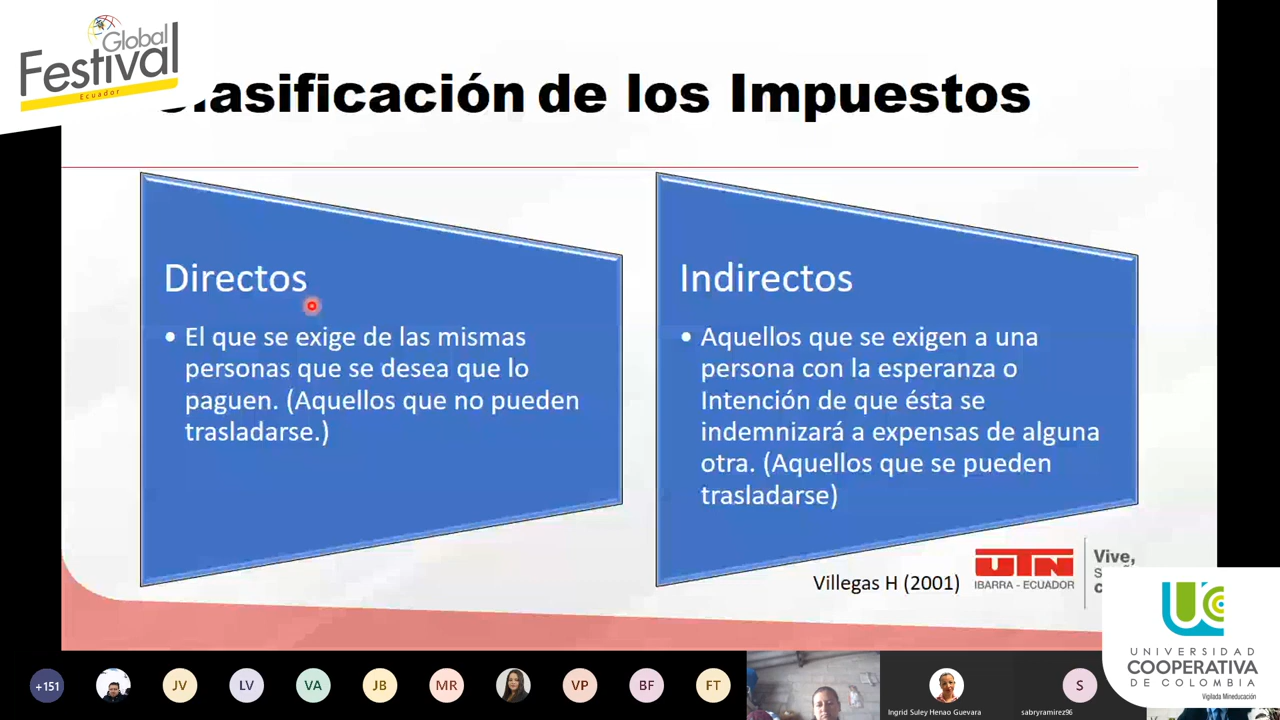 Global
Festival
Ecuador
Clasificación de los Impuestos
Directos
• El que se exige de las mismas
personas que se desea que lo
paguen. (Aquellos que no pueden
trasladarse.)
Indirectos
• Aquellos que se exigen a una
persona con la esperanza o
Intención de que ésta se
indemnizará a expensas de alguna
otra. (Aquellos que se pueden
trasladarse)
Villegas H (2001)
UTN
IBARRA - ECUADOR
Vive,
UNIVERSIDAD
COOPERATIVA
DE COLOMBIA
Vigilada Mineducación
+151
JV
LV
VA
JB
MR
VP
BF
FT
Ingrid Suley Henao Guevara
S
sabryramirez96